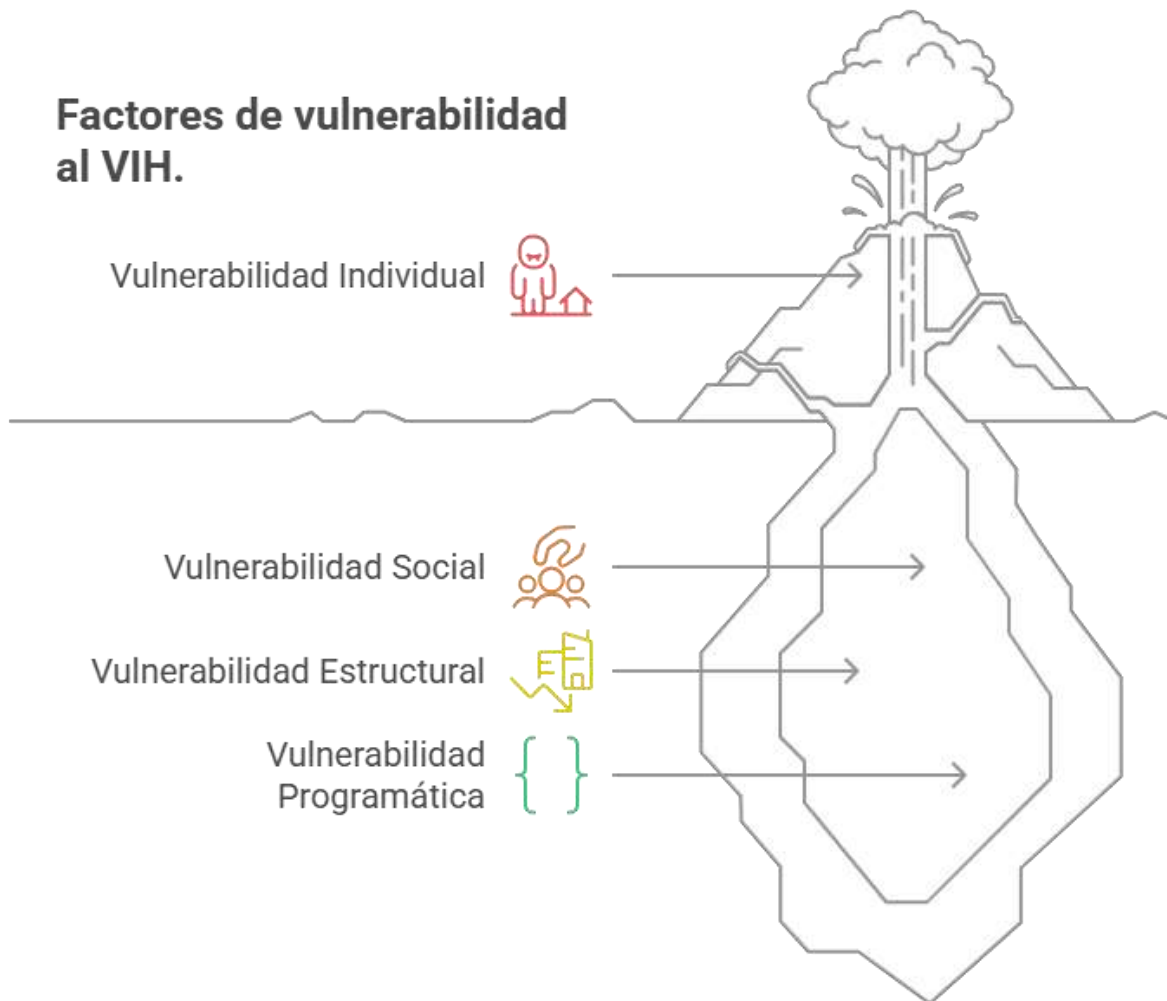 Factores de vulnerabilidad
al VIH.
Vulnerabilidad Individual
Vulnerabilidad Social
Vulnerabilidad Estructural
Vulnerabilidad
Programática